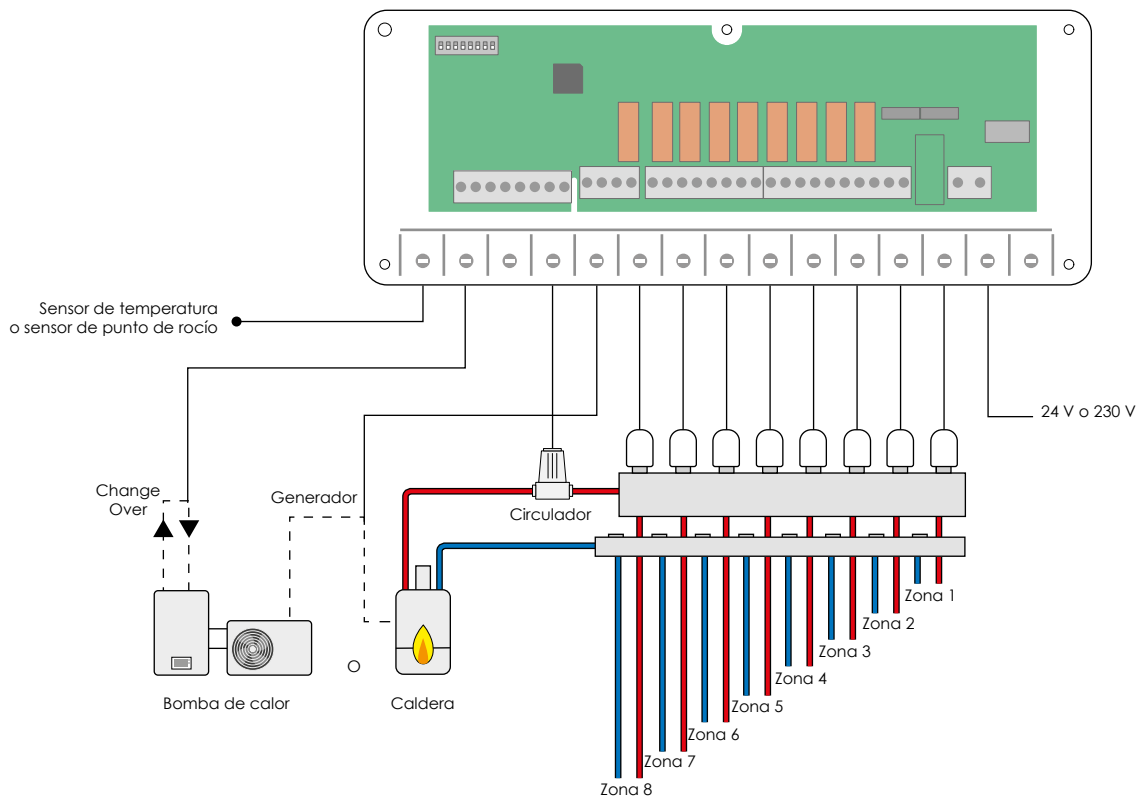 Sensor de temperatura
o sensor de punto de rocío
24 V o 230 V
Change
Over
Generador
Circulador
Zona 1
Zona 2
Zona 3
Zona 4
Zona 5
Zona 6
Zona 7
Zona 8
Bomba de calor
O
Caldera